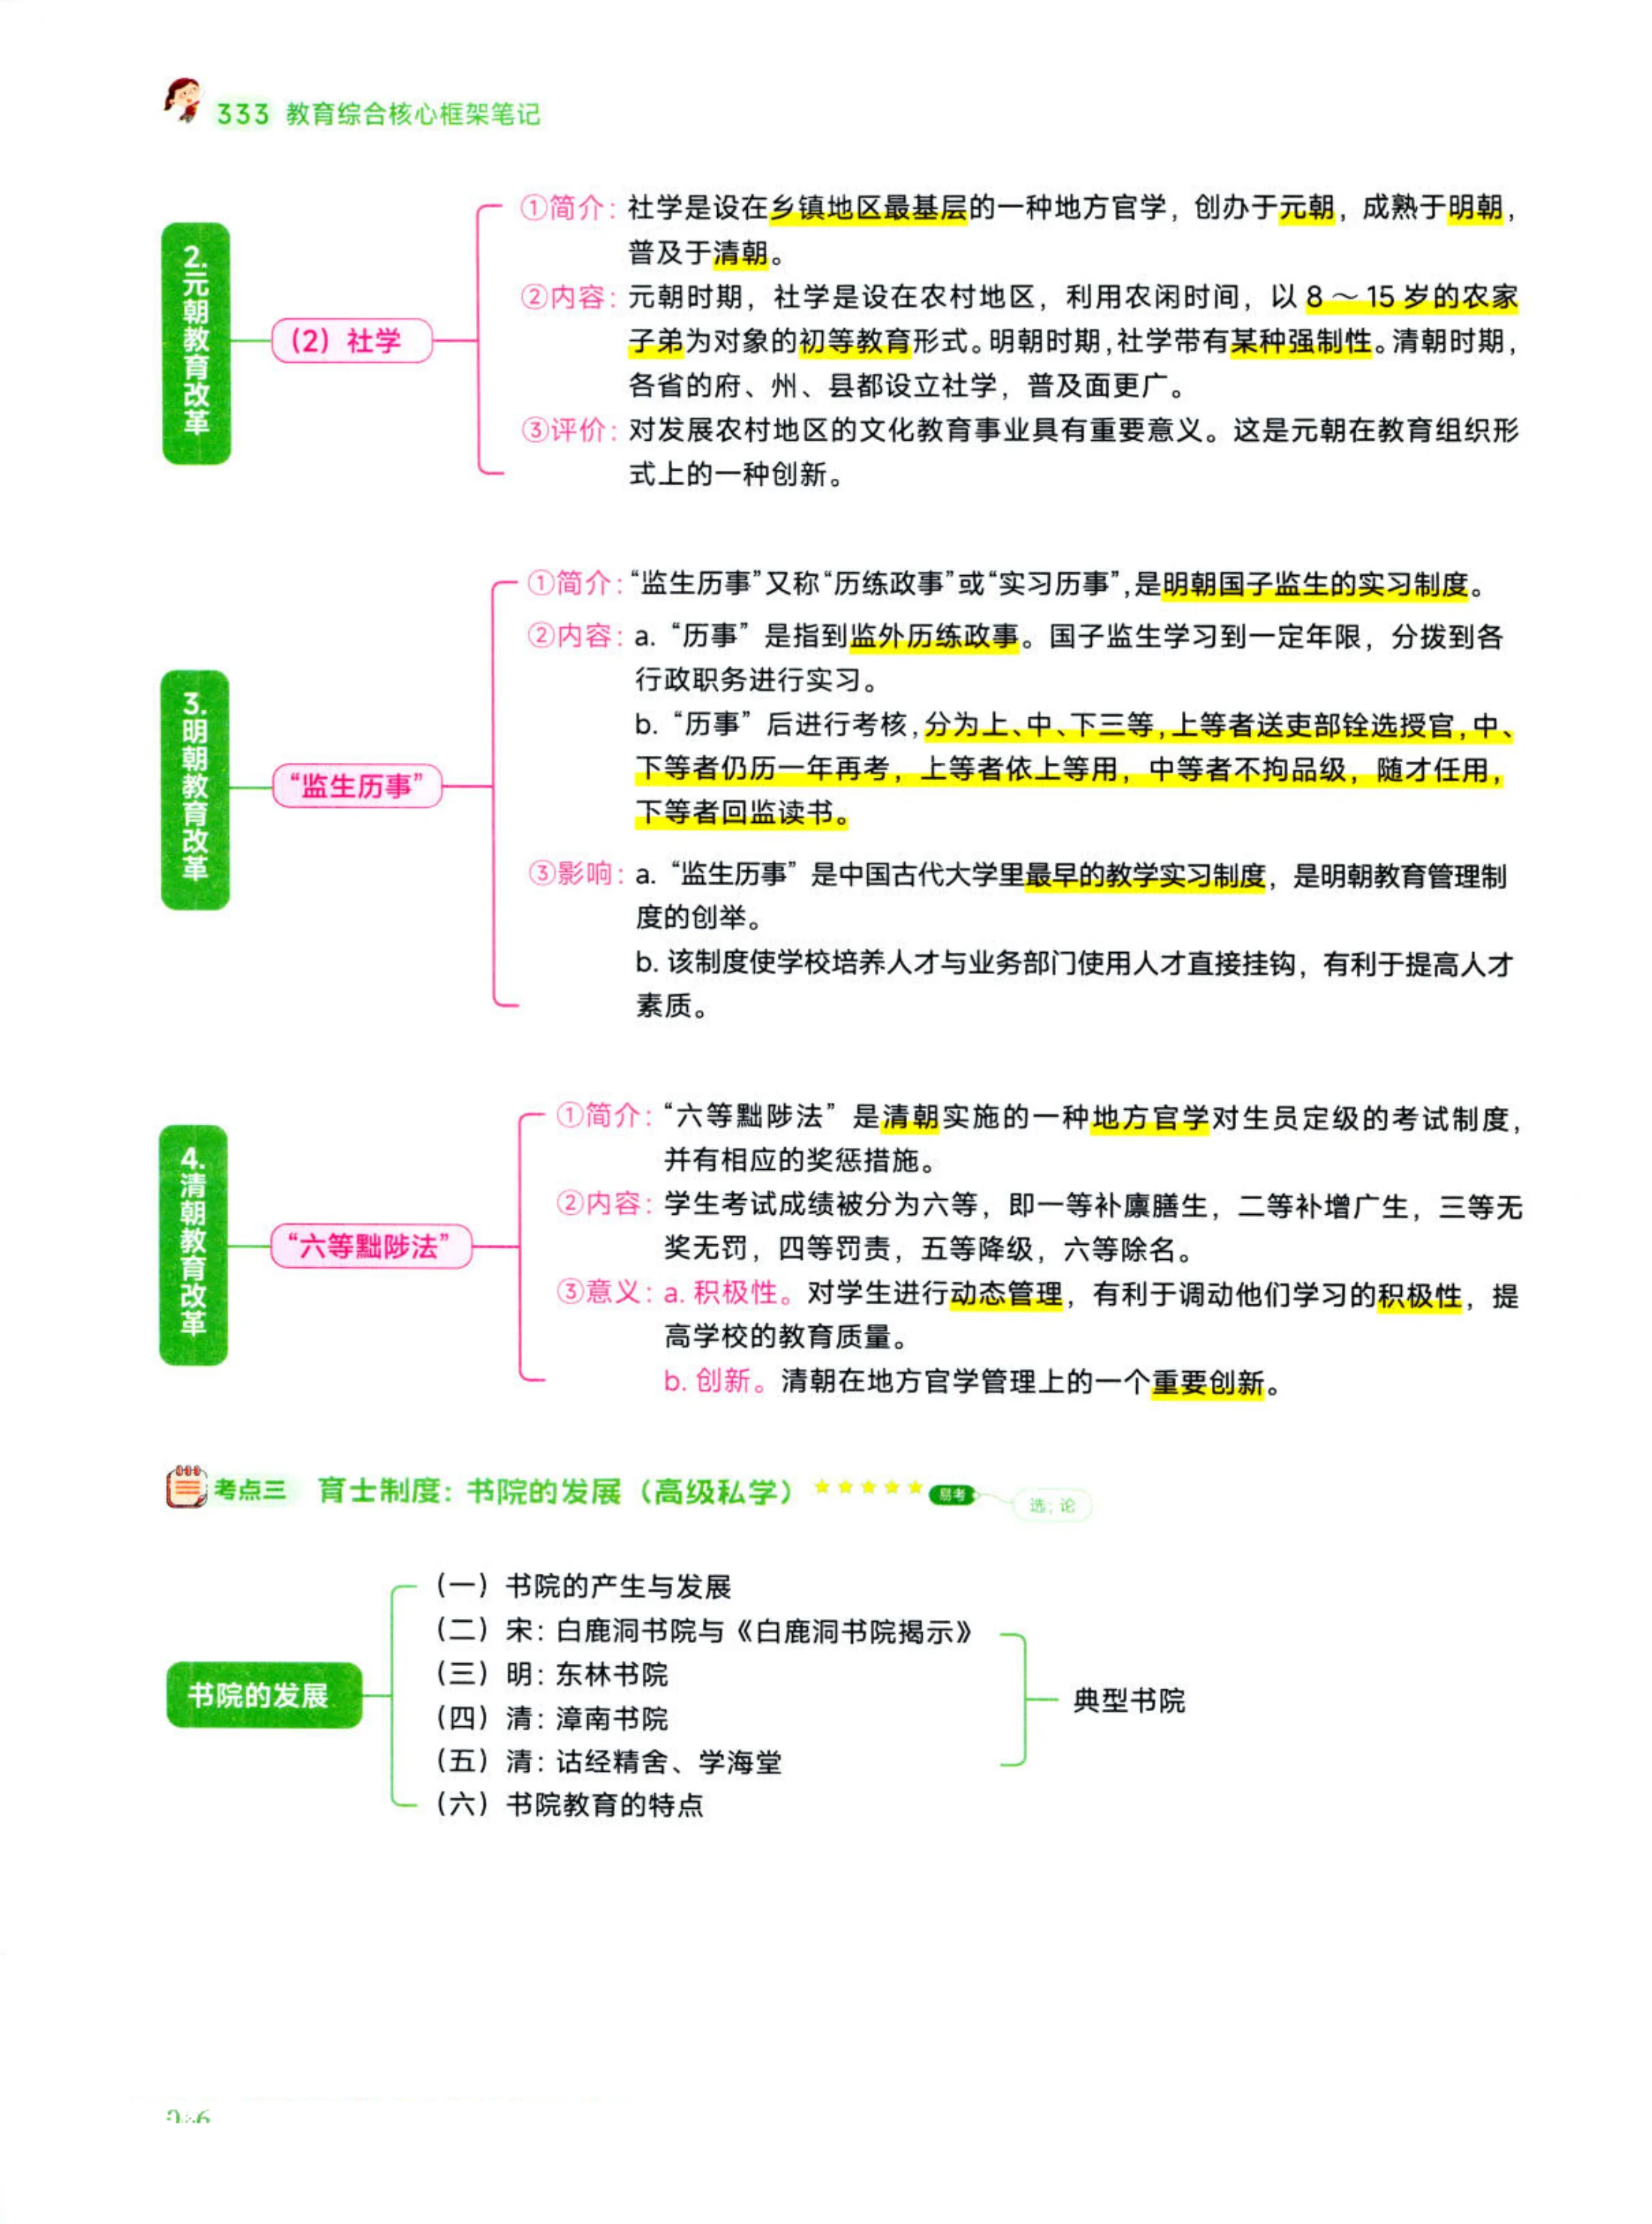 333 教育综合核心框架笔记
2.元朝教育改革
（2）社学
①简介：社学是设在乡镇地区最基层的一种地方官学，创办于元朝，成熟于明朝，
普及于清朝。
②内容：元朝时期，社学是设在农村地区，利用农闲时间，以 8～15 岁的农家
子弟为对象的初等教育形式。明朝时期，社学带有某种强制性。清朝时期，
各省的府、州、县都设立社学，普及面更广。
③评价：对发展农村地区的文化教育事业具有重要意义。这是元朝在教育组织形
式上的一种创新。
3.明朝教育改革
“监生历事”
①简介：“监生历事”又称“历练政事”或“实习历事”，是明朝国子监生的实习制度。
②内容：a.“历事”是指到监外历练政事。国子监生学习到一定年限，分拨到各
行政职务进行实习。
b.“历事”后进行考核，分为上、中、下三等，上等者送吏部铨选授官，中、
下等者仍历一年再考，上等者依上等用，中等者不拘品级，随才任用，
下等者回监读书。
③影响：a.“监生历事”是中国古代大学里最早的教学实习制度，是明朝教育管理制
度的创举。
b. 该制度使学校培养人才与业务部门使用人才直接挂钩，有利于提高人才
素质。
4.清朝教育改革
“六等黜陟法”
①简介：“六等黜陟法”是清朝实施的一种地方官学对生员定级的考试制度，
并有相应的奖惩措施。
②内容：学生考试成绩被分为六等，即一等补廪膳生，二等补增广生，三等无
奖无罚，四等罚责，五等降级，六等除名。
③意义：a. 积极性。对学生进行动态管理，有利于调动他们学习的积极性，提
高学校的教育质量。
b. 创新。清朝在地方官学管理上的一个重要创新。
考点三 育士制度：书院的发展（高级私学）★★★★★ 易考 选；论
书院的发展
（一）书院的产生与发展
（二）宋：白鹿洞书院与《白鹿洞书院揭示》
（三）明：东林书院
（四）清：漳南书院
（五）清：诂经精舍、学海堂
（六）书院教育的特点
典型书院